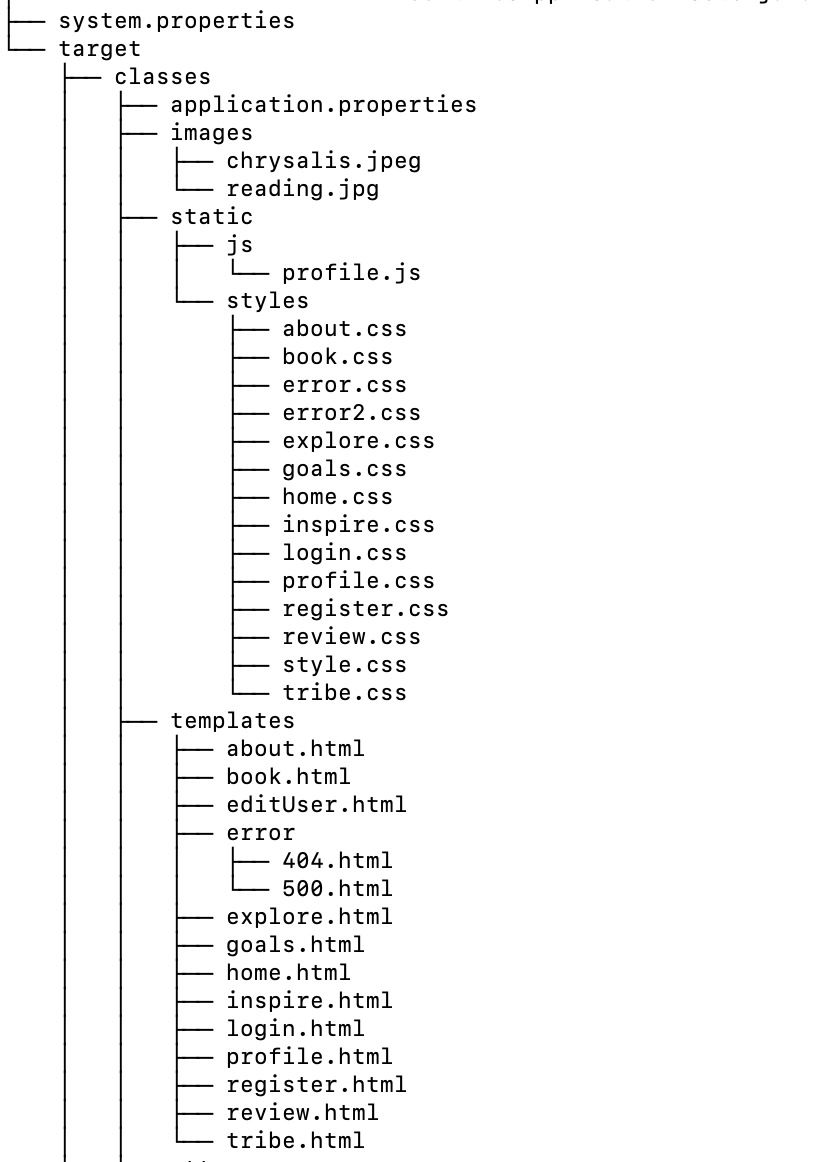 ├── system.properties
└── target
    ├── classes
    │   ├── application.properties
    │   ├── images
    │   │   ├── chrysalis.jpeg
    │   │   └── reading.jpg
    │   ├── static
    │   │   ├── js
    │   │   │   └── profile.js
    │   │   └── styles
    │   │       ├── about.css
    │   │       ├── book.css
    │   │       ├── error.css
    │   │       ├── error2.css
    │   │       ├── explore.css
    │   │       ├── goals.css
    │   │       ├── home.css
    │   │       ├── inspire.css
    │   │       ├── login.css
    │   │       ├── profile.css
    │   │       ├── register.css
    │   │       ├── review.css
    │   │       ├── style.css
    │   │       └── tribe.css
    │   ├── templates
    │   │   ├── about.html
    │   │   ├── book.html
    │   │   ├── editUser.html
    │   │   ├── error
    │   │   │   ├── 404.html
    │   │   │   └── 500.html
    │   │   ├── explore.html
    │   │   ├── goals.html
    │   │   ├── home.html
    │   │   ├── inspire.html
    │   │   ├── login.html
    │   │   ├── profile.html
    │   │   ├── register.html
    │   │   ├── review.html
    │   │   └── tribe.html